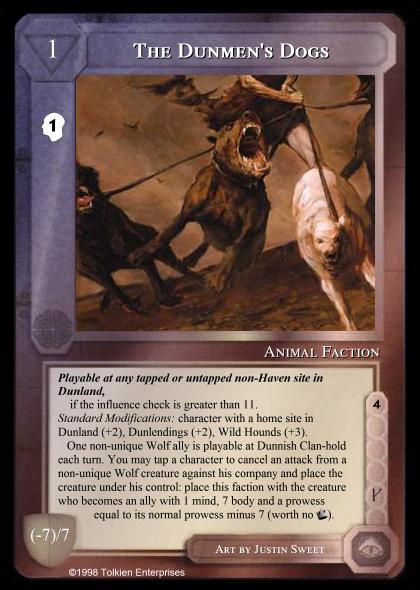 1
THE DUNMEN'S DOGS
1
ANIMAL FACTION
Playable at any tapped or untapped non-Haven site in
Dunland,
if the influence check is greater than 11.
Standard Modifications: character with a home site in
Dunland (+2), Dunlendings (+2), Wild Hounds (+3).
One non-unique Wolf ally is playable at Dunnish Clan-hold
each turn. You may tap a character to cancel an attack from a
non-unique Wolf creature against his company and place the
creature under his control: place this faction with the creature
who becomes an ally with 1 mind, 7 body and a prowess
equal to its normal prowess minus 7 (worth no ).
4
(-7)/7
ART BY JUSTIN SWEET
©1998 Tolkien Enterprises